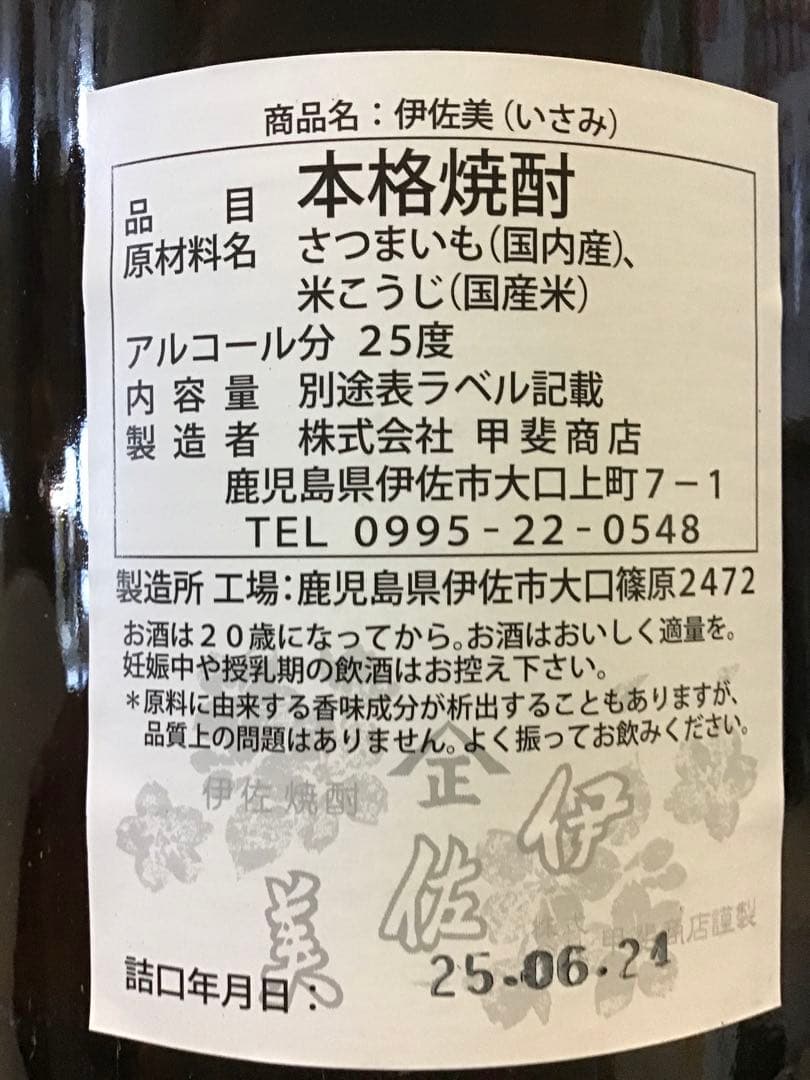 商品名：伊佐美（いさみ）
品目 本格焼酎
原材料名 さつまいも（国内産）、
米こうじ（国産米）
アルコール分 25度
内容量 別途表ラベル記載
製造者 株式会社 甲斐商店
鹿児島県伊佐市大口上町７－１
TEL 0995-22-0548
製造所 工場：鹿児島県伊佐市大口篠原2472
お酒は２０歳になってから。お酒はおいしく適量を。
妊娠中や授乳期の飲酒はお控え下さい。
＊原料に由来する香味成分が析出することもありますが、
品質上の問題はありません。よく振ってお飲みください。
正
伊佐焼酎
伊佐美
株式 甲斐商店謹製
詰口年月日： 25.06.21